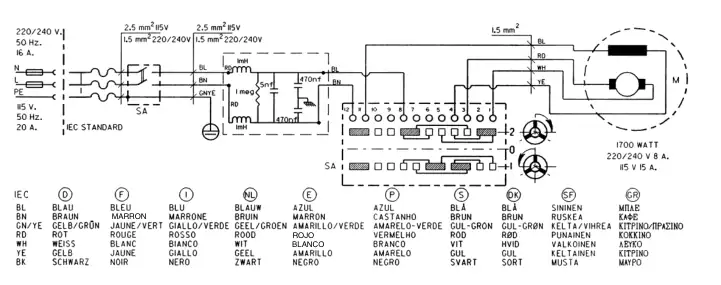 2.5 mm² 115V 2.5 mm² 115V
1.5 mm² 220/240V 1.5 mm² 220/240V
1.5 mm²
220/240 V.
50 Hz.
16 A.
N
L
PE
115 V.
50 Hz.
20 A.
IEC STANDARD
SA
BL
BN
GNYE
RD
1mH
1 meg
5nf
470nf
470nf
RD
1mH
BL
BN
12 11 10 9 8 7 6 5 4 3 2 1
2
0
1
SA
BL
RD
WH
YE
M
1700 WATT
220/240 V 8 A.
115 V 15 A.
IEC D F I NL E P S DK SF GR
BL BLAU BLEU BLU BLAUW AZUL AZUL BLÅ BLÅ SININEN ΜΠΛΕ
BN BRAUN MARRON MARRONE BRUIN MARRON CASTANHO BRUN BRUN RUSKEA ΚΑΦΕ
GN/YE GELB/GRÜN JAUNE/VERT GIALLO/VERDE GEEL/GROEN AMARILLO/VERDE AMARELO-VERDE GUL-GRÖN GUL-GRØN KELTA/VIHREA ΚΙΤΡΙΝΟ/ΠΡΑΣΙΝΟ
RD ROT ROUGE ROSSO ROOD ROJO VERMELHO RÖD RØD PUNAINEN ΚΟΚΚΙΝΟ
WH WEISS BLANC BIANCO WIT BLANCO BRANCO VIT HVID VALKOINEN ΛΕΥΚΟ
YE GELB JAUNE GIALLO GEEL AMARILLO AMARELO GUL GUL KELTAINEN ΚΙΤΡΙΝΟ
BK SCHWARZ NOIR NERO ZWART NEGRO NEGRO SVART SORT MUSTA ΜΑΥΡΟ